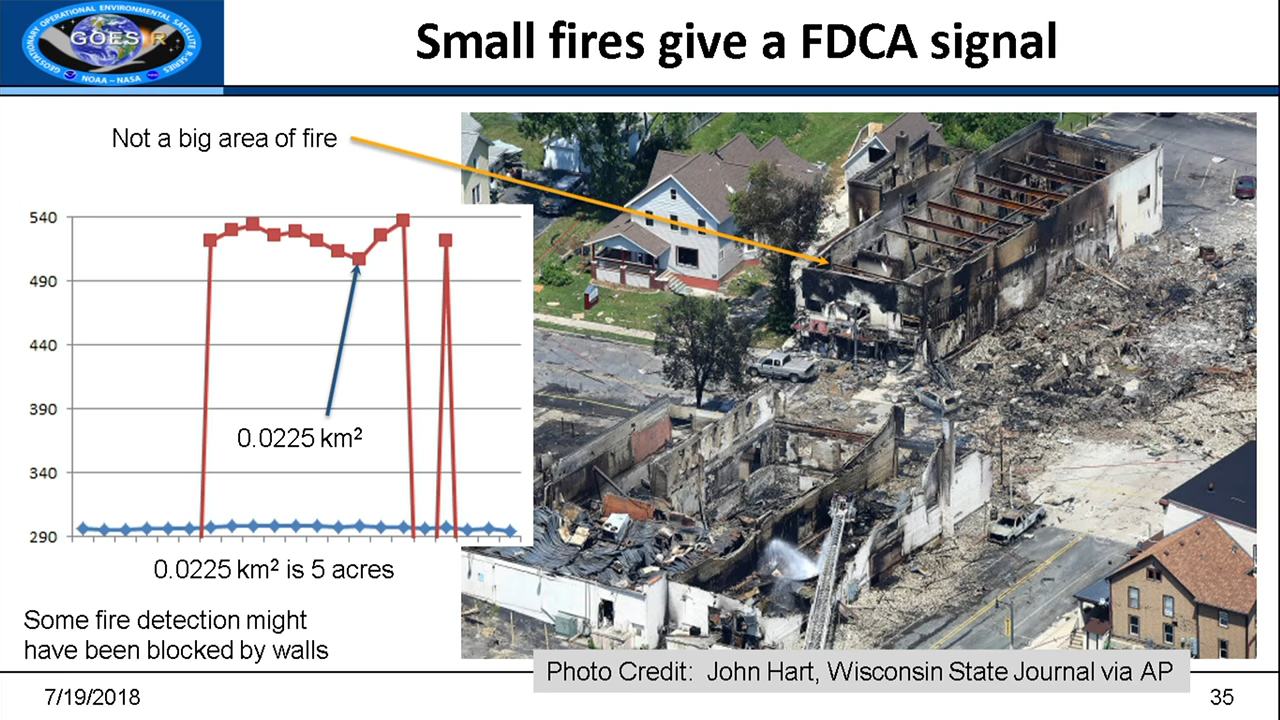 GEOSTATIONARY OPERATIONAL ENVIRONMENTAL SATELLITE R-SERIES
GOES R
NOAA – NASA
Small fires give a FDCA signal
Not a big area of fire
540
490
440
390
340
290
0.0225 km²
0.0225 km² is 5 acres
Some fire detection might
have been blocked by walls
Photo Credit: John Hart, Wisconsin State Journal via AP
7/19/2018
35